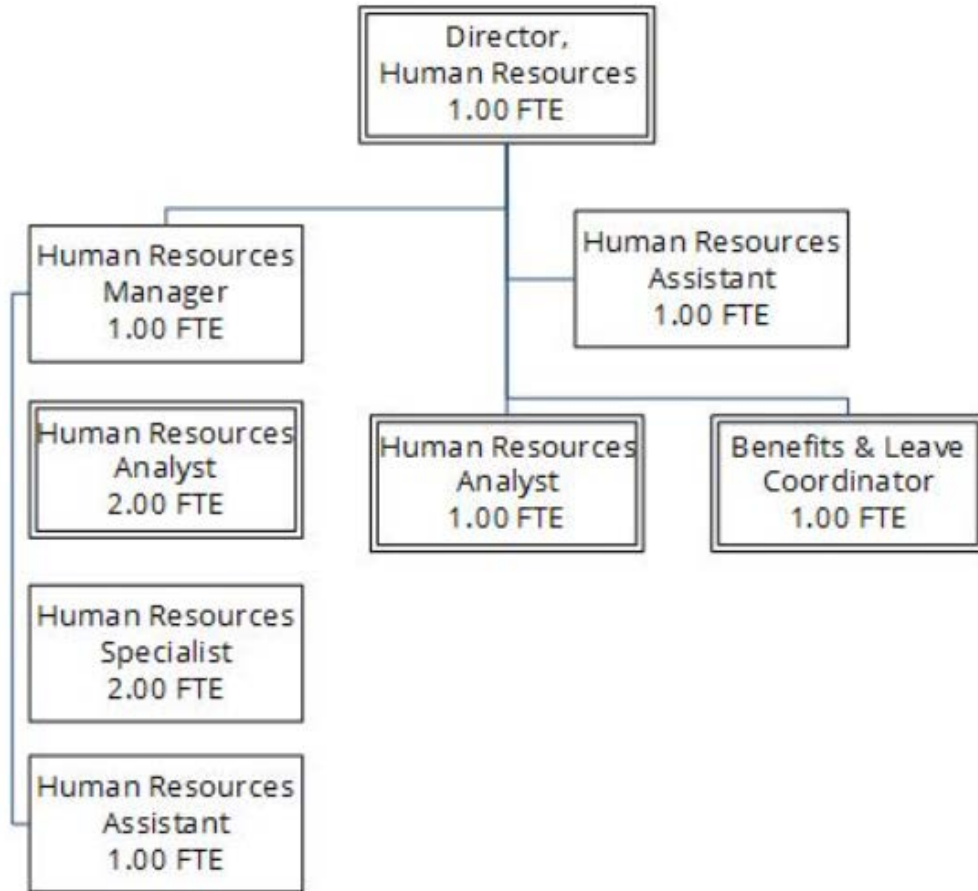 Director,
Human Resources
1.00 FTE
Human Resources
Manager
1.00 FTE
Human Resources
Assistant
1.00 FTE
Human Resources
Analyst
2.00 FTE
Human Resources
Analyst
1.00 FTE
Benefits & Leave
Coordinator
1.00 FTE
Human Resources
Specialist
2.00 FTE
Human Resources
Assistant
1.00 FTE